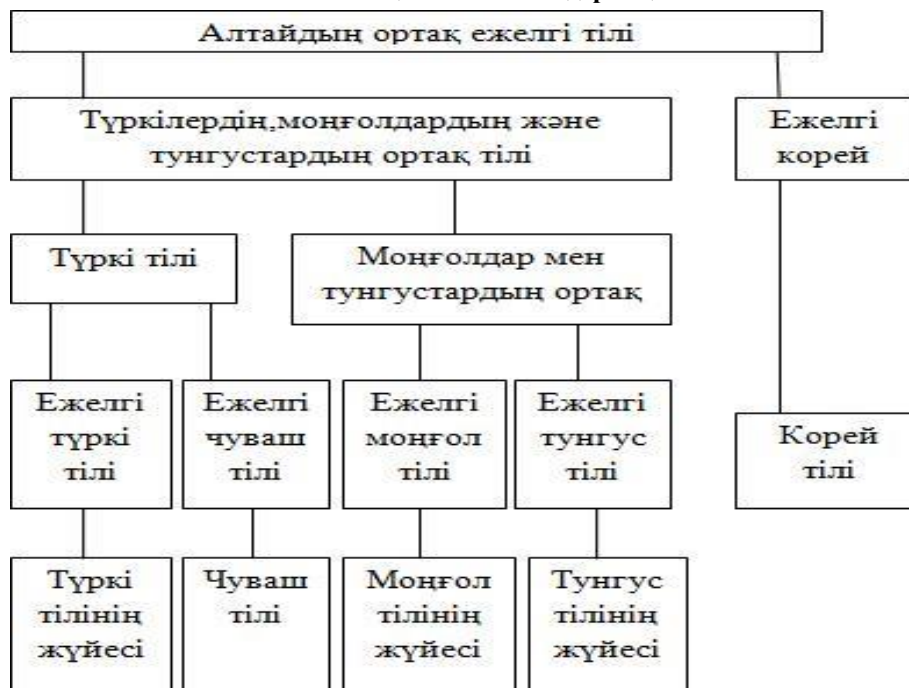 Алтайдың ортақ ежелгі тілі
Түркілердің,моңғолдардың және
тунгустардың ортақ тілі
Ежелгі
корей
Түркі тілі
Моңғолдар мен
тунгустардың ортақ
Ежелгі
түркі
тілі
Ежелгі
чуваш
тілі
Ежелгі
моңғол
тілі
Ежелгі
тунгус
тілі
Корей
тілі
Түркі
тілінің
жүйесі
Чуваш
тілі
Моңғол
тілінің
жүйесі
Тунгус
тілінің
жүйесі